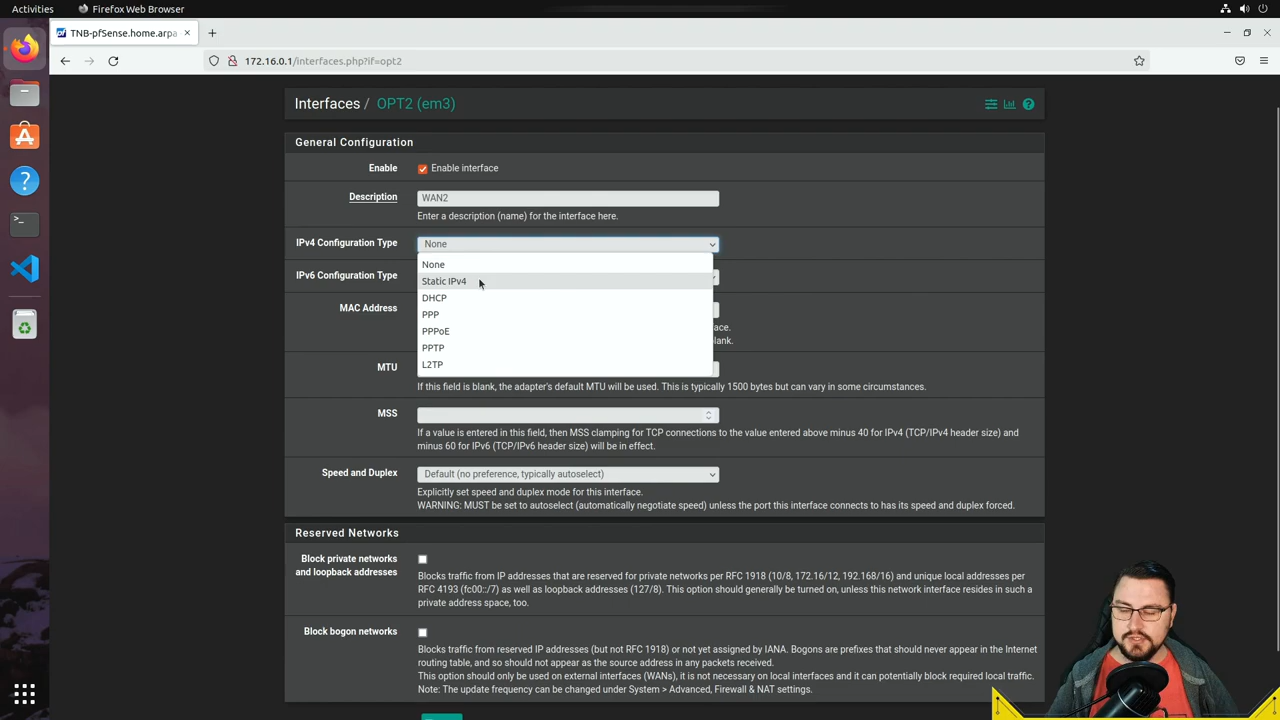 Activities
Firefox Web Browser
TNB-pfSense.home.arpa
172.16.0.1/interfaces.php?if=opt2
Interfaces / OPT2 (em3)
General Configuration
Enable
Enable interface
Description
WAN2
Enter a description (name) for the interface here.
IPv4 Configuration Type
None
None
Static IPv4
DHCP
PPP
PPPoE
PPTP
L2TP
IPv6 Configuration Type
MAC Address
blank.
MTU
If this field is blank, the adapter's default MTU will be used. This is typically 1500 bytes but can vary in some circumstances.
MSS
If a value is entered in this field, then MSS clamping for TCP connections to the value entered above minus 40 for IPv4 (TCP/IPv4 header size) and
minus 60 for IPv6 (TCP/IPv6 header size) will be in effect.
Speed and Duplex
Default (no preference, typically autoselect)
Explicitly set speed and duplex mode for this interface.
WARNING: MUST be set to autoselect (automatically negotiate speed) unless the port this interface connects to has its speed and duplex forced.
Reserved Networks
Block private networks
and loopback addresses
Blocks traffic from IP addresses that are reserved for private networks per RFC 1918 (10/8, 172.16/12, 192.168/16) and unique local addresses per
RFC 4193 (fc00::/7) as well as loopback addresses (127/8). This option should generally be turned on, unless this network interface resides in such a
private address space, too.
Block bogon networks
Blocks traffic from reserved IP addresses (but not RFC 1918) or not yet assigned by IANA. Bogons are prefixes that should never appear in the Internet
routing table, and so should not appear as the source address in any packets received.
This option should only be used on external interfaces (WANs), it is not necessary on local interfaces and it can potentially block required local traffic.
Note: The update frequency can be changed under System > Advanced, Firewall & NAT settings.